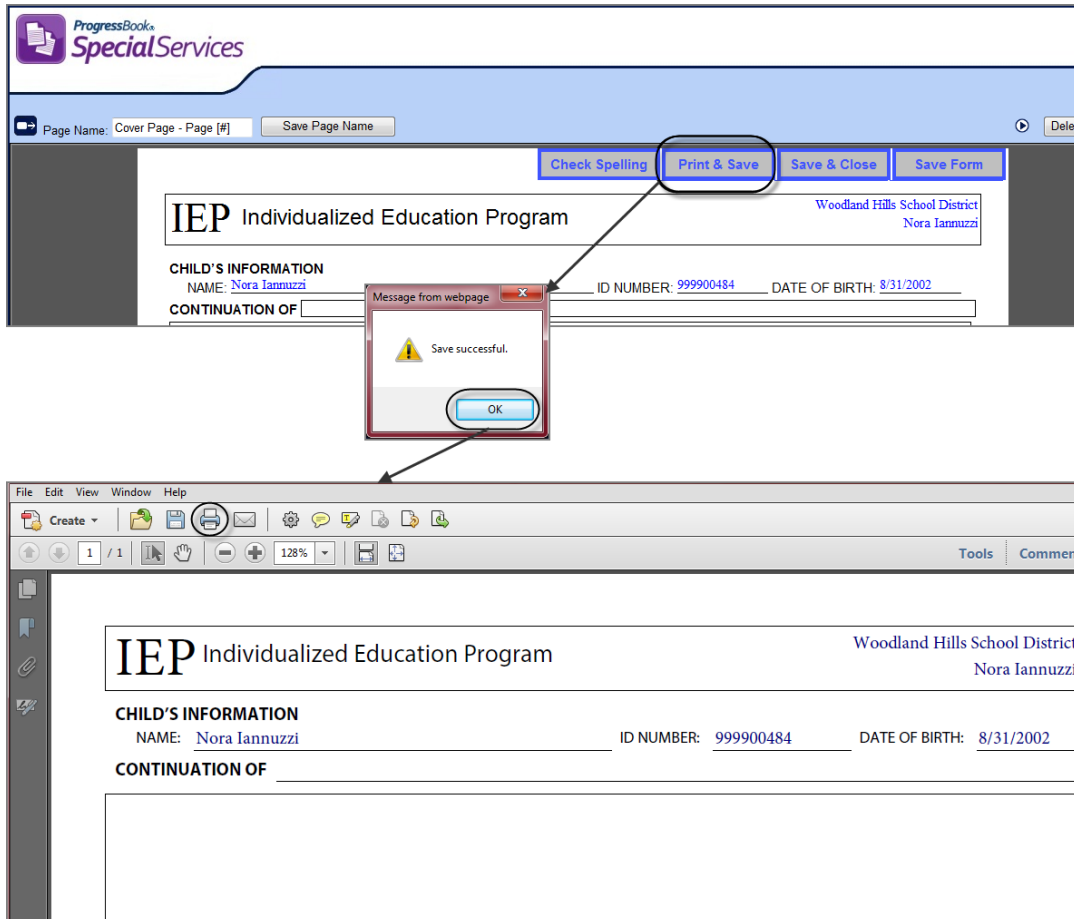 ProgressBook
SpecialServices
Page Name: Cover Page - Page [#] Save Page Name Dele
Check Spelling Print & Save Save & Close Save Form
IEP Individualized Education Program
Woodland Hills School District
Nora Iannuzzi
CHILD'S INFORMATION
NAME: Nora Iannuzzi ID NUMBER: 999900484 DATE OF BIRTH: 8/31/2002
CONTINUATION OF
Message from webpage
Save successful.
OK
File Edit View Window Help
Create
1 / 1 128% Tools Commen
IEP Individualized Education Program
Woodland Hills School District
Nora Iannuzzi
CHILD'S INFORMATION
NAME: Nora Iannuzzi ID NUMBER: 999900484 DATE OF BIRTH: 8/31/2002
CONTINUATION OF